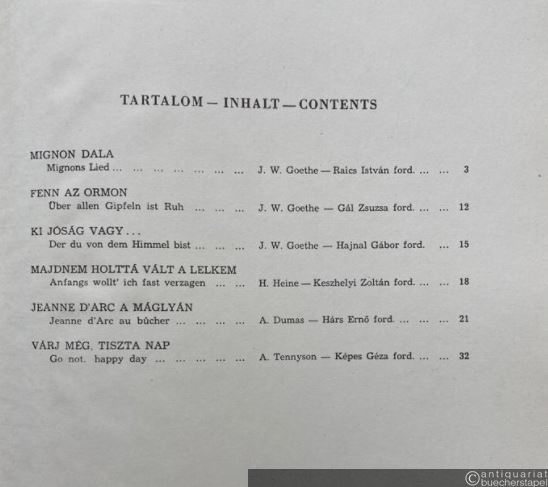 TARTALOM — INHALT — CONTENTS
MIGNON DALA
Mignons Lied ... ... ... ... ... ... ... J. W. Goethe — Raics István ford. ... ... 3
FENN AZ ORMON
Über allen Gipfeln ist Ruh ... ... ... J. W. Goethe — Gál Zsuzsa ford. ... ... 12
KI JÓSÁG VAGY ...
Der du von dem Himmel bist ... ... ... J. W. Goethe — Hajnal Gábor ford. ... 15
MAJDNEM HOLTTÁ VÁLT A LELKEM
Anfangs wollt' ich fast verzagen ... ... H. Heine — Keszhelyi Zoltán ford. ... ... 18
JEANNE D'ARC A MÁGLYÁN
Jeanne d'Arc au bûcher ... ... ... ... A. Dumas — Hárs Ernő ford. ... ... ... 21
VÁRJ MÉG, TISZTA NAP
Go not. happy day ... ... ... ... ... A. Tennyson — Képes Géza ford. ... ... 32
© antiquariat
buecherstapel